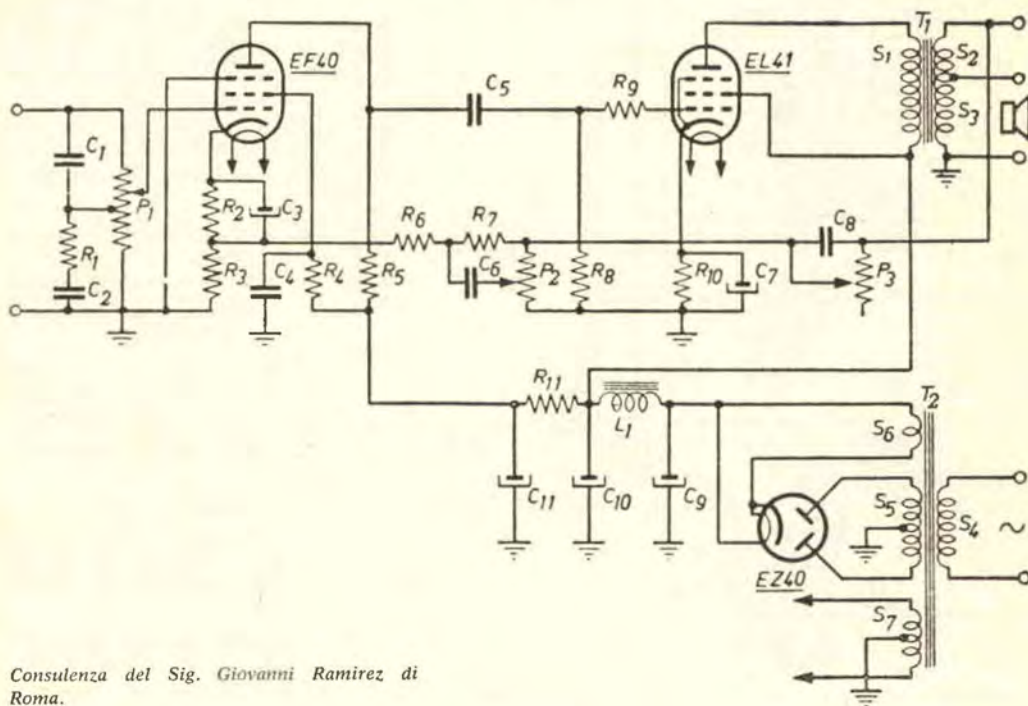 EF40
EL41
T1
S1
S2
S3
C1
P1
R1
C2
R2
C3
R3
C4
R4
R5
C5
R6
R7
C6
P2
R8
R9
R10
C7
C8
P3
R11
L1
C11
C10
C9
T2
S6
S5
S4
EZ40
S7
Consulenza del Sig. Giovanni Ramirez di
Roma.